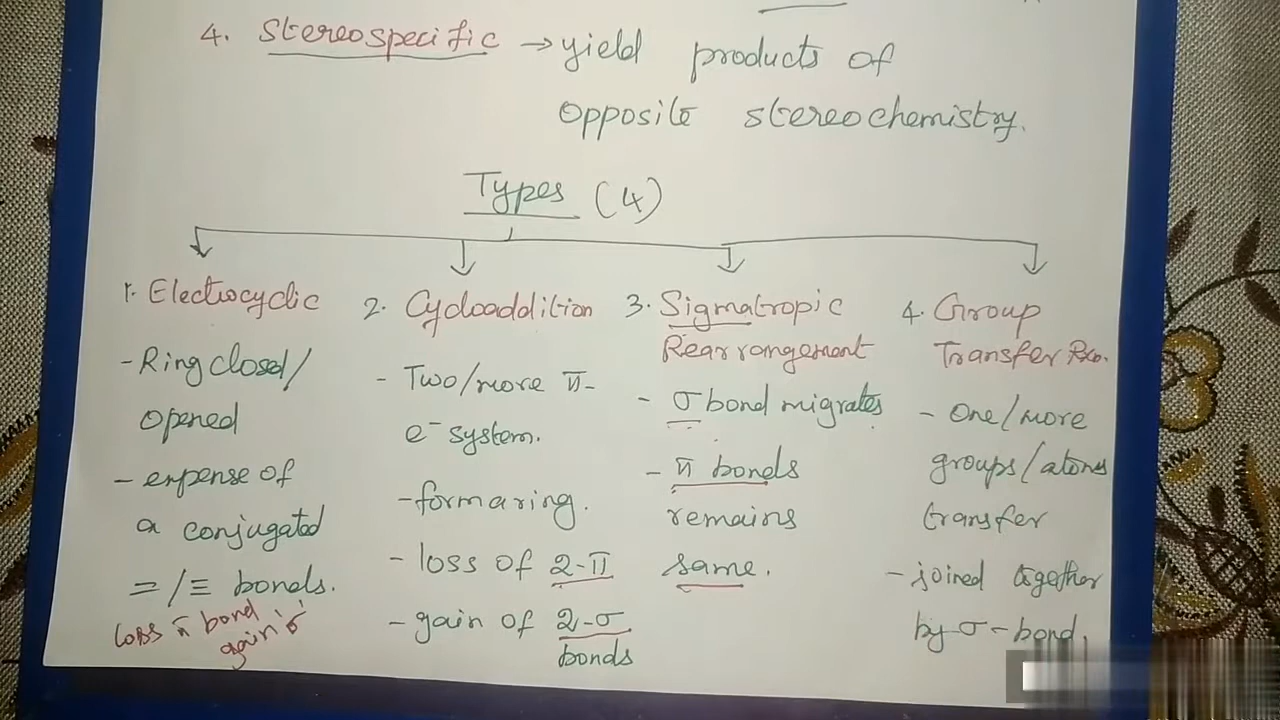 4. Stereospecific → yield products of
opposite stereochemistry.
Types (4)
1. Electrocyclic
- Ring closed/
opened
- expense of
a conjugated
=/≡ bonds.
loss π bond
gain 'σ'
2. Cycloaddition
- Two/more π-
e⁻ system.
- form a ring.
- loss of 2-π
- gain of 2-σ
bonds
3. Sigmatropic
Rearrangement
- σ bond migrates
- π bonds
remains
same.
4. Group
Transfer Rxn.
- One/more
groups/atoms
transfer
- joined together
by σ-bond.